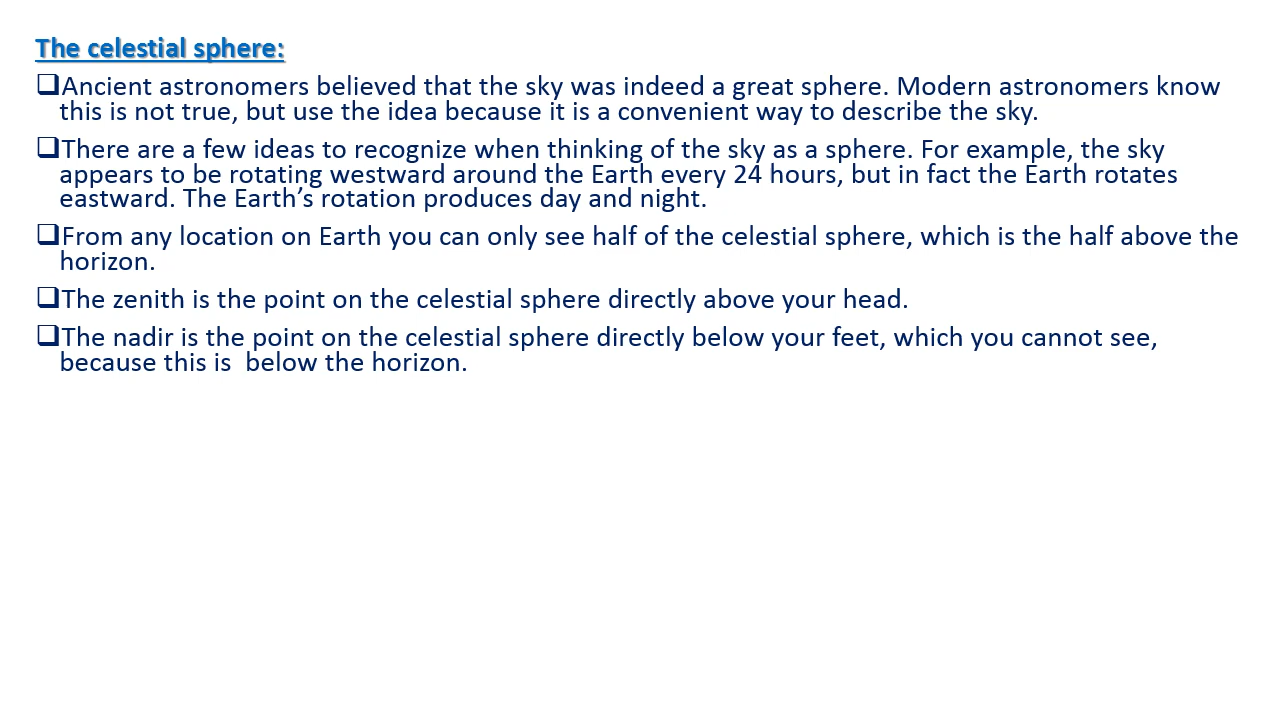 The celestial sphere:
❑Ancient astronomers believed that the sky was indeed a great sphere. Modern astronomers know
this is not true, but use the idea because it is a convenient way to describe the sky.
❑There are a few ideas to recognize when thinking of the sky as a sphere. For example, the sky
appears to be rotating westward around the Earth every 24 hours, but in fact the Earth rotates
eastward. The Earth’s rotation produces day and night.
❑From any location on Earth you can only see half of the celestial sphere, which is the half above the
horizon.
❑The zenith is the point on the celestial sphere directly above your head.
❑The nadir is the point on the celestial sphere directly below your feet, which you cannot see,
because this is  below the horizon.